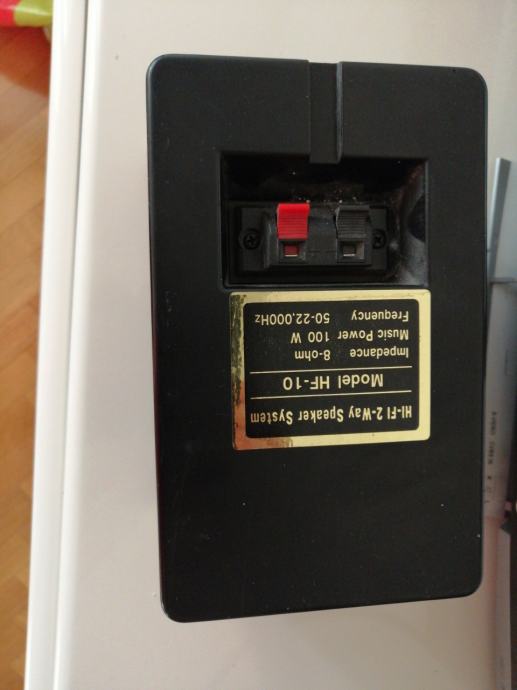 HI-FI 2-Way Speaker System
Model HF-10
Impedance 8-ohm
Music Power 100 W
Frequency 50-22.000Hz